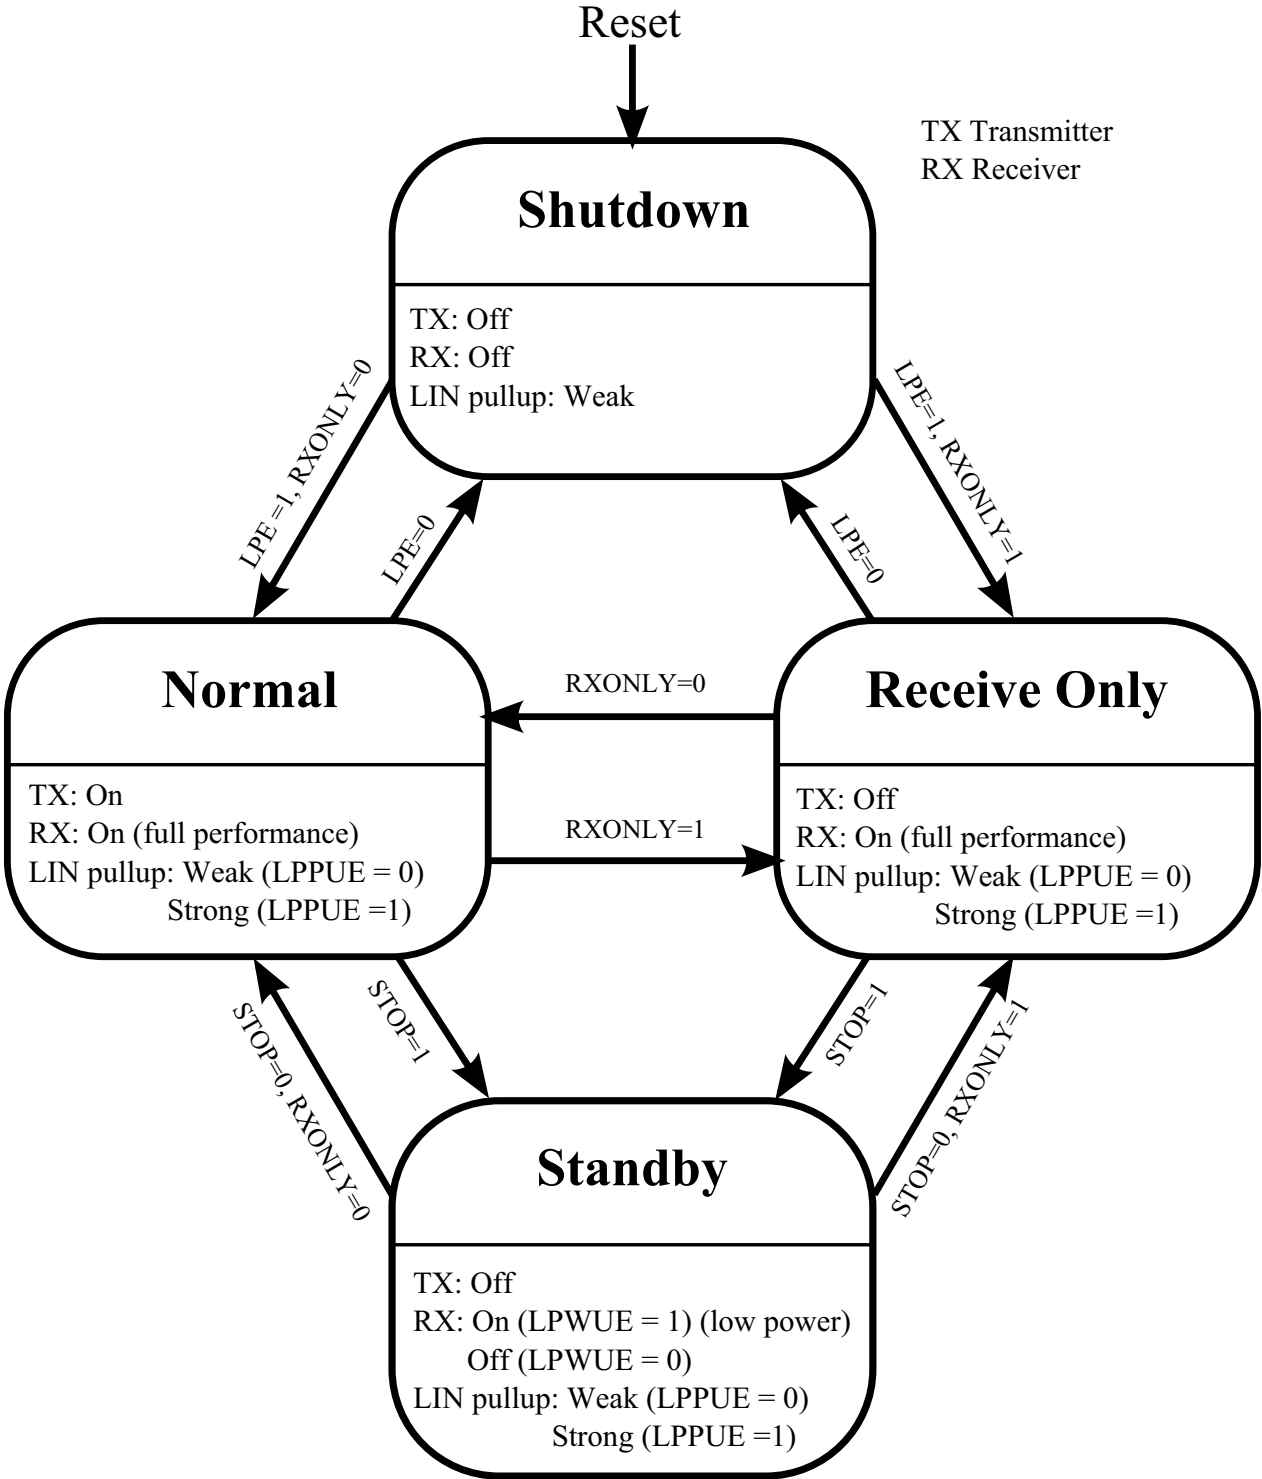 Reset
TX Transmitter
RX Receiver
Shutdown
TX: Off
RX: Off
LIN pullup: Weak
LPE =1, RXONLY=0
LPE=0
LPE=0
LPE=1, RXONLY=1
Normal
TX: On
RX: On (full performance)
LIN pullup: Weak (LPPUE = 0)
Strong (LPPUE =1)
RXONLY=0
RXONLY=1
Receive Only
TX: Off
RX: On (full performance)
LIN pullup: Weak (LPPUE = 0)
Strong (LPPUE =1)
STOP=0, RXONLY=0
STOP=1
STOP=1
STOP=0, RXONLY=1
Standby
TX: Off
RX: On (LPWUE = 1) (low power)
Off (LPWUE = 0)
LIN pullup: Weak (LPPUE = 0)
Strong (LPPUE =1)